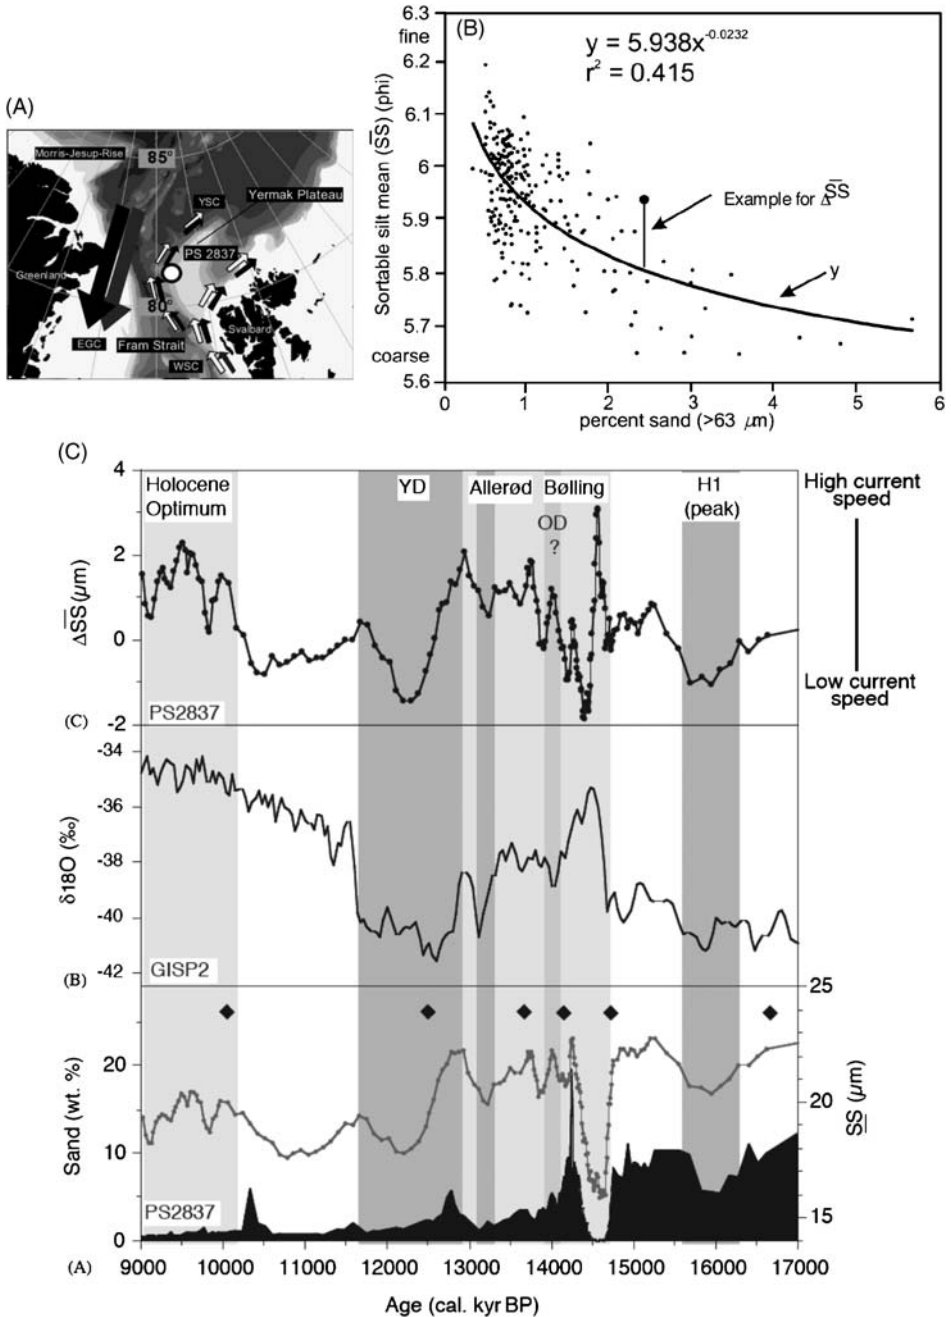 (A)
Morris-Jesup-Rise
85°
YSC
Yermak Plateau
PS 2837
Greenland
80°
EGC
Fram Strait
Svalbard
WSC
(B)
y = 5.938x^-0.0232
r² = 0.415
Sortable silt mean (SS) (phi)
6.3
fine
6.2
6.1
6
5.9
5.8
5.7
coarse
5.6
Example for Δ SS
y
0
1
2
3
4
5
6
percent sand (>63 μm)
(C)
4
2
0
-2
ΔSS (μm)
Holocene
Optimum
YD
Allerød
Bølling
OD
?
H1
(peak)
High current
speed
Low current
speed
PS2837
(C)
-34
-36
-38
-40
-42
δ18O (‰)
GISP2
(B)
25
20
15
14
SS (μm)
20
10
0
Sand (wt. %)
PS2837
(A)
9000
10000
11000
12000
13000
14000
15000
16000
17000
Age (cal. kyr BP)